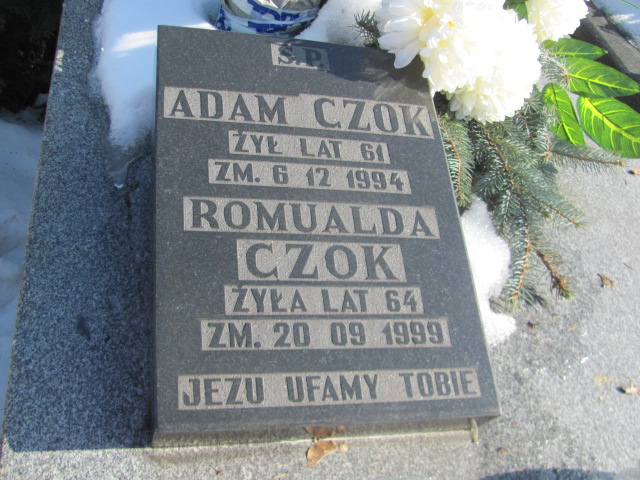 Ś.P.
ADAM CZOK
ŻYŁ LAT 61
ZM. 6 12 1994
ROMUALDA
CZOK
ŻYŁA LAT 64
ZM. 20 09 1999
JEZU UFAMY TOBIE